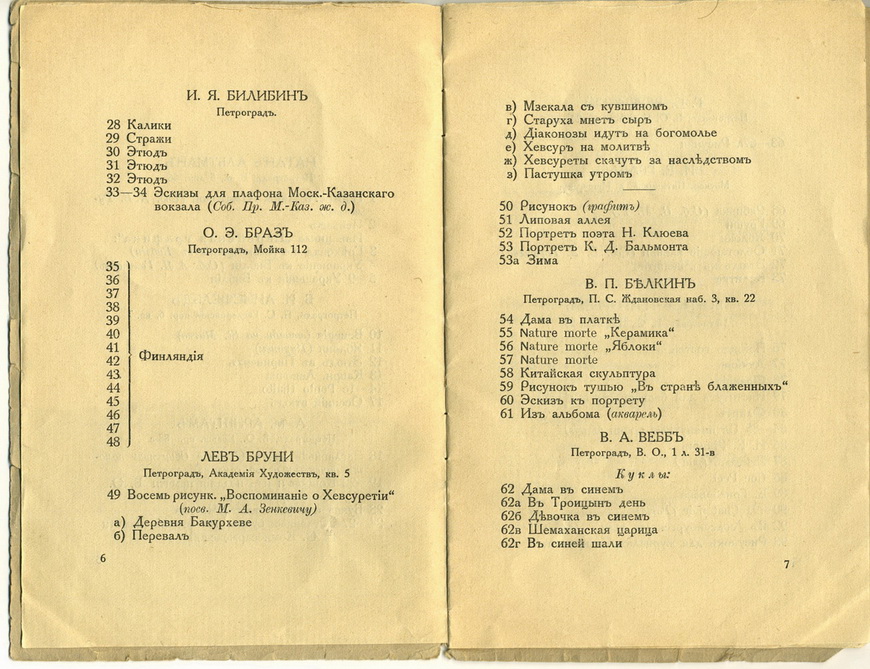 И. Я. БИЛИБИНЪ
Петроградъ.
28 Калики
29 Стражи
30 Этюдъ
31 Этюдъ
32 Этюдъ
33—34 Эскизы для плафона Моск.-Казанскаго
вокзала (Соб. Пр. М.-Каз. ж. д.)
О. Э. БРАЗЪ
Петроградъ, Мойка 112
35
36
37
38
39
40
41
42 Финляндія
43
44
45
46
47
48
ЛЕВЪ БРУНИ
Петроградъ, Академія Художествъ, кв. 5
49 Восемь рисунк. „Воспоминаніе о Хевсуретіи“
(посв. М. А. Зенкевичу)
а) Деревня Бакурхеве
б) Перевалъ
6
в) Мзекала съ кувшиномъ
г) Старуха мнетъ сыръ
д) Діаконозы идутъ на богомолье
е) Хевсуръ на молитвѣ
ж) Хевсуреты скачутъ за наслѣдствомъ
з) Пастушка утромъ
50 Рисунокъ (графитъ)
51 Липовая аллея
52 Портретъ поэта Н. Клюева
53 Портретъ К. Д. Бальмонта
53а Зима
В. П. БѢЛКИНЪ
Петроградъ, П. С. Ждановская наб. 3, кв. 22
54 Дама въ платкѣ
55 Nature morte „Керамика“
56 Nature morte „Яблоки“
57 Nature morte
58 Китайская скульптура
59 Рисунокъ тушью „Въ странѣ блаженныхъ“
60 Эскизъ къ портрету
61 Изъ альбома (акварель)
В. А. ВЕББЪ
Петроградъ, В. О., 1 л. 31-в
Куклы:
62 Дама въ синемъ
62а Въ Троицынъ день
62б Дѣвочка въ синемъ
62в Шемаханская царица
62г Въ синей шали
7